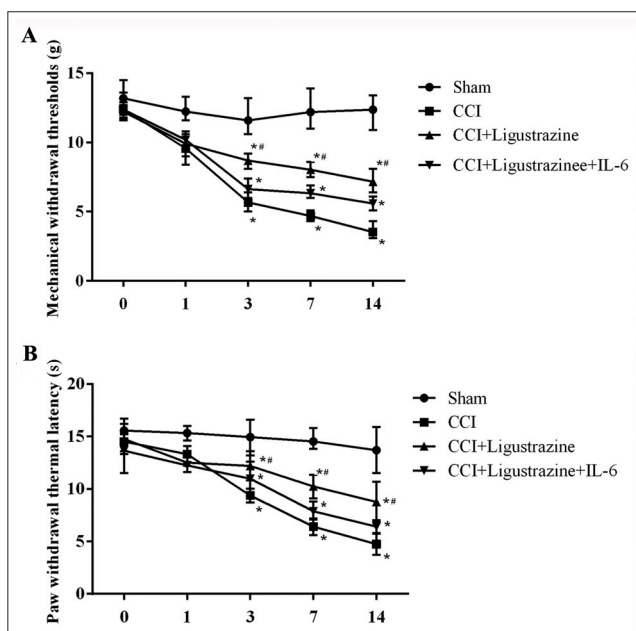 A
Mechanical withdrawal thresholds (g)
15
10
5
0
0 1 3 7 14
*# *# *#
* * *
* * *
Sham
CCI
CCI+Ligustrazine
CCI+Ligustrazinee+IL-6
B
Paw withdrawal thermal latency (s)
20
15
10
5
0
0 1 3 7 14
*# *# *#
* * *
* * *
Sham
CCI
CCI+Ligustrazine
CCI+Ligustrazine+IL-6